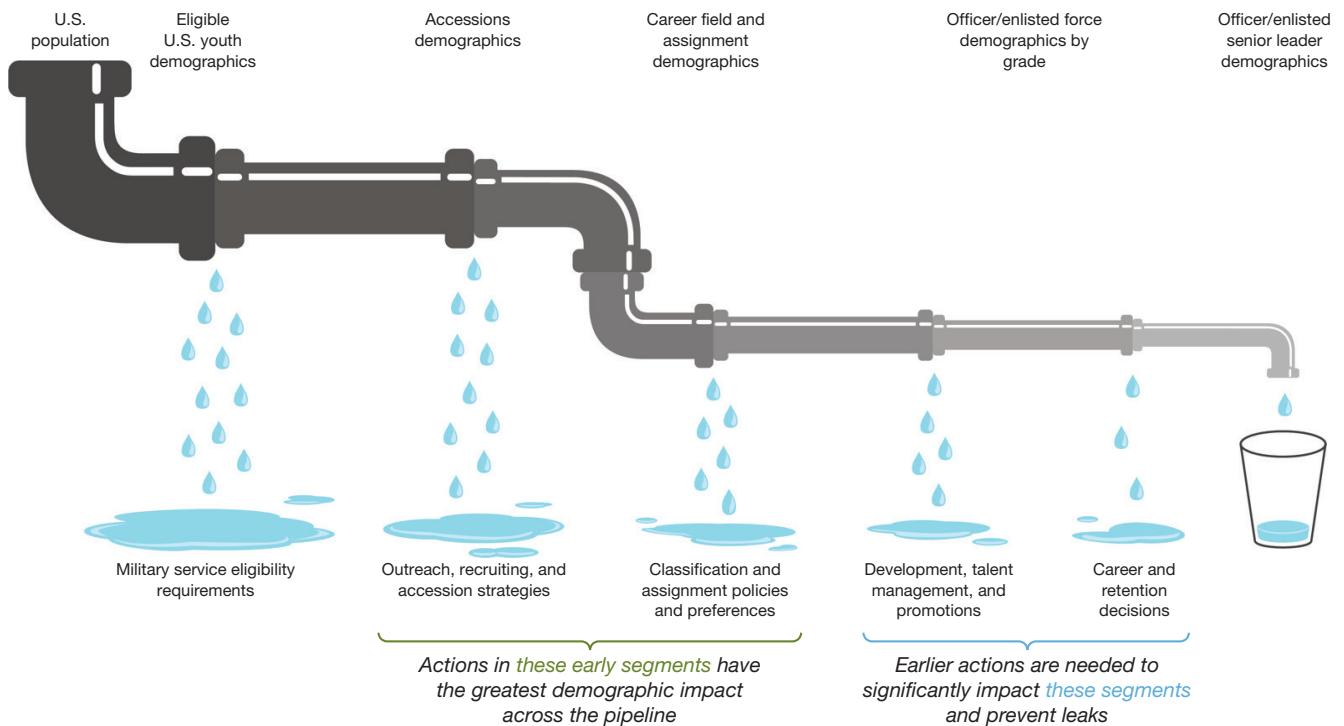 U.S.
population
Eligible
U.S. youth
demographics
Accessions
demographics
Career field and
assignment
demographics
Officer/enlisted force
demographics by
grade
Officer/enlisted
senior leader
demographics
Military service eligibility
requirements
Outreach, recruiting, and
accession strategies
Classification and
assignment policies
and preferences
Development, talent
management, and
promotions
Career and
retention
decisions
Actions in these early segments have
the greatest demographic impact
across the pipeline
Earlier actions are needed to
significantly impact these segments
and prevent leaks